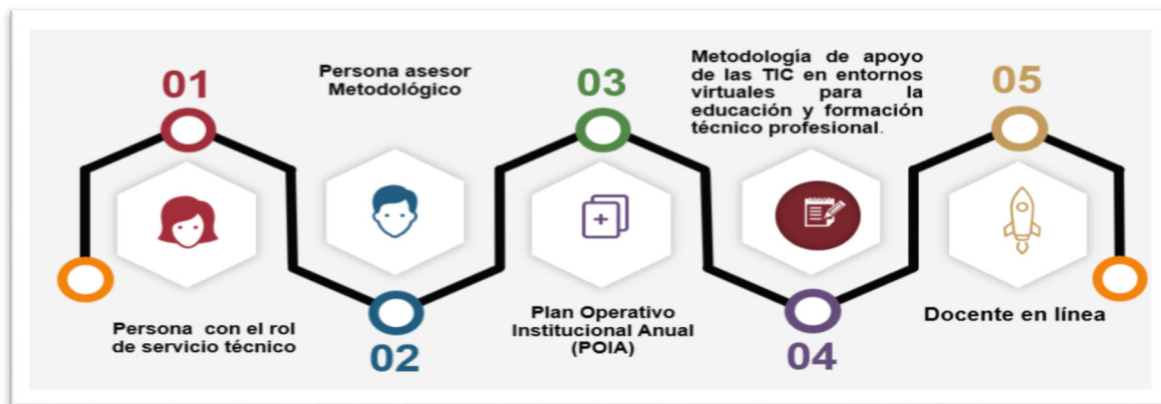 01
Persona con el rol
de servicio técnico
Persona asesor
Metodológico
02
03
Plan Operativo
Institucional Anual
(POIA)
Metodología de apoyo
de las TIC en entornos
virtuales para la
educación y formación
técnico profesional.
04
05
Docente en línea